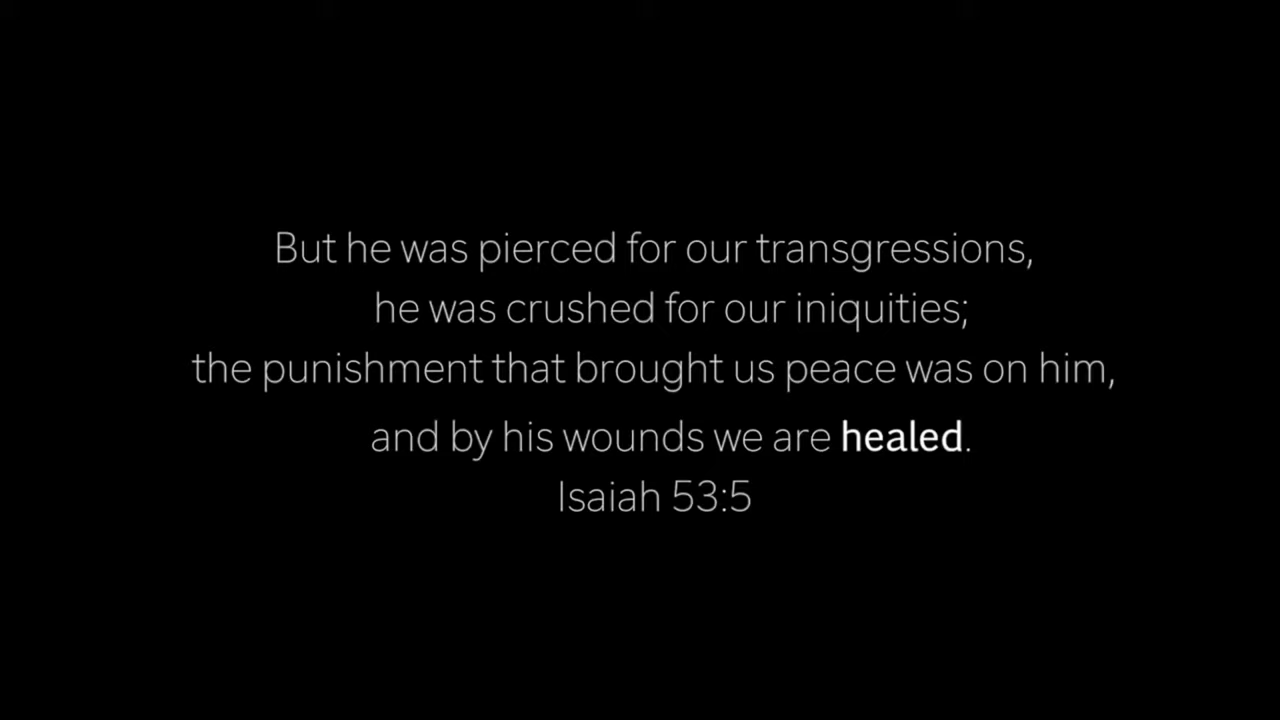 But he was pierced for our transgressions,
he was crushed for our iniquities;
the punishment that brought us peace was on him,
and by his wounds we are healed.
Isaiah 53:5